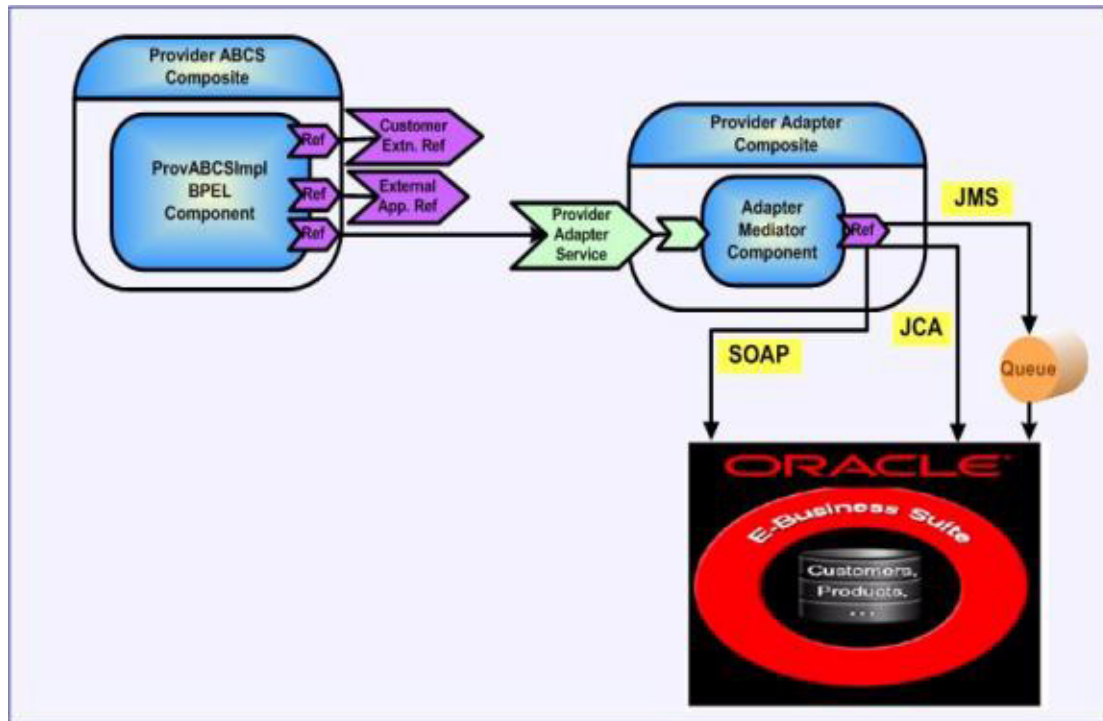 Provider ABCS
Composite
ProvABCSImpl
BPEL
Component
Ref
Ref
Ref
Customer
Extn. Ref
External
App. Ref
Provider
Adapter
Service
Provider Adapter
Composite
Adapter
Mediator
Component
Ref
JMS
JCA
SOAP
Queue
ORACLE
E-Business Suite
Customers,
Products,
...